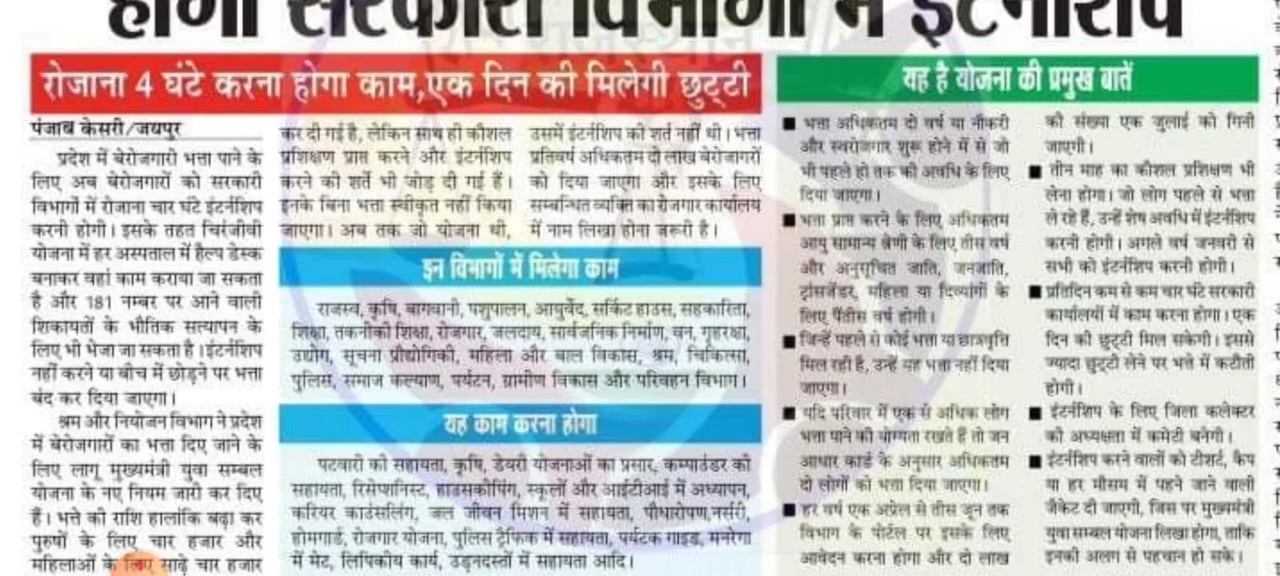 होगी सरकारी विभागों में इंटर्नशिप
रोजाना 4 घंटे करना होगा काम,एक दिन की मिलेगी छुट्टी
पंजाब केसरी/जयपुर
प्रदेश में बेरोजगारी भत्ता पाने के
लिए अब बेरोजगारों को सरकारी
विभागों में रोजाना चार घंटे इंटर्नशिप
करनी होगी। इसके तहत चिरंजीवी
योजना में हर अस्पताल में हैल्प डेस्क
बनाकर वहां काम कराया जा सकता
है और 181 नम्बर पर आने वाली
शिकायतों के भौतिक सत्यापन के
लिए भी भेजा जा सकता है।इंटर्नशिप
नहीं करने या बीच में छोड़ने पर भत्ता
बंद कर दिया जाएगा।
श्रम और नियोजन विभाग ने प्रदेश
में बेरोजगारों का भत्ता दिए जाने के
लिए लागू मुख्यमंत्री युवा सम्बल
योजना के नए नियम जारी कर दिए
हैं। भत्ते की राशि हालांकि बढ़ा कर
पुरुषों के लिए चार हजार और
महिलाओं के लिए साढ़े चार हजार
कर दी गई है, लेकिन साथ ही कौशल
प्रशिक्षण प्राप्त करने और इंटर्नशिप
करने की शर्ते भी जोड़ दी गई हैं।
इनके बिना भत्ता स्वीकृत नहीं किया
जाएगा। अब तक जो योजना थी,
उसमें इंटर्नशिप की शर्त नहीं थी। भत्ता
प्रतिवर्ष अधिकतम दो लाख बेरोजागरों
को दिया जाएगा और इसके लिए
सम्बन्धित व्यक्ति का रोजगार कार्यालय
में नाम लिखा होना जरूरी है।
इन विभागों में मिलेगा काम
राजस्व, कृषि, बागवानी, पशुपालन, आयुर्वेद, सर्किट हाउस, सहकारिता,
शिक्षा, तकनीकी शिक्षा, रोजगार, जलदाय, सार्वजनिक निर्माण, वन, गृहरक्षा,
उद्योग, सूचना प्रौद्योगिकी, महिला और बाल विकास, श्रम, चिकित्सा,
पुलिस, समाज कल्याण, पर्यटन, ग्रामीण विकास और परिवहन विभाग।
यह काम करना होगा
पटवारी की सहायता, कृषि, डेयरी योजनाओं का प्रसार, कम्पाउंडर की
सहायता, रिसेप्शनिस्ट, हाउसकीपिंग, स्कूलों और आईटीआई में अध्यापन,
करियर काउंसलिंग, जल जीवन मिशन में सहायता, पौधारोपण,नर्सरी,
होमगार्ड, रोजगार योजना, पुलिस ट्रैफिक में सहायता, पर्यटक गाइड, मनरेगा
में मेट, लिपिकीय कार्य, उड़नदस्तों में सहायता आदि।
यह है योजना की प्रमुख बातें
■ भत्ता अधिकतम दो वर्ष या नौकरी
और स्वरोजगार शुरू होने में से जो
भी पहले हो तक की अवधि के लिए
दिया जाएगा।
■ भत्ता प्राप्त करने के लिए अधिकतम
आयु सामान्य श्रेणी के लिए तीस वर्ष
और अनुसूचित जाति, जनजाति,
ट्रांसजेंडर, महिला या दिव्यांगों के
लिए पैंतीस वर्ष होगी।
■ जिन्हें पहले से कोई भत्ता या छात्रवृत्ति
मिल रही है, उन्हें यह भत्ता नहीं दिया
जाएगा।
■ यदि परिवार में एक से अधिक लोग
भत्ता पाने की योग्यता रखते हैं तो जन
आधार कार्ड के अनुसार अधिकतम
दो लोगों को भत्ता दिया जाएगा।
■ हर वर्ष एक अप्रेल से तीस जून तक
विभाग के पोर्टल पर इसके लिए
आवेदन करना होगा और दो लाख
की संख्या एक जुलाई को गिनी
जाएगी।
■ तीन माह का कौशल प्रशिक्षण भी
लेना होगा। जो लोग पहले से भत्ता
ले रहे हैं, उन्हें शेष अवधि में इंटर्नशिप
करनी होगी। अगले वर्ष जनवरी से
सभी को इंटर्नशिप करनी होगी।
■ प्रतिदिन कम से कम चार घंटे सरकारी
कार्यालयों में काम करना होगा। एक
दिन की छुट्टी मिल सकेगी। इससे
ज्यादा छुट्टी लेने पर भत्ते में कटौती
होगी।
■ इंटर्नशिप के लिए जिला कलेक्टर
की अध्यक्षता में कमेटी बनेगी।
■ इंटर्नशिप करने वालों को टीशर्ट, कैप
या हर मौसम में पहने जाने वाली
जैकेट दी जाएगी, जिस पर मुख्यमंत्री
युवा सम्बल योजना लिखा होगा, ताकि
इनकी अलग से पहचान हो सके।